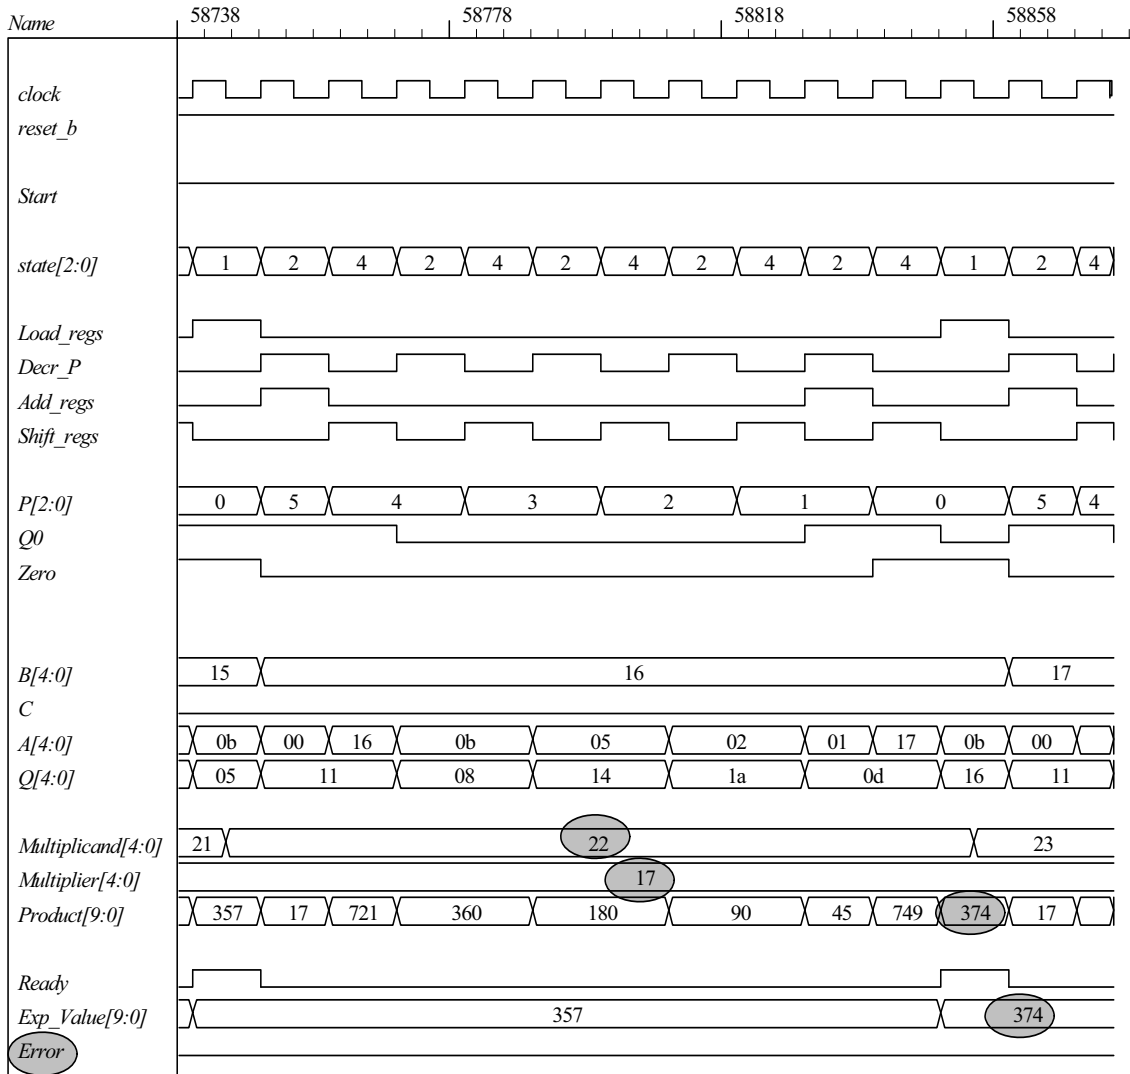 Name 58738 58778 58818 58858
clock
reset_b
Start
state[2:0] 1 2 4 2 4 2 4 2 4 2 4 1 2 4
Load_regs
Decr_P
Add_regs
Shift_regs
P[2:0] 0 5 4 3 2 1 0 5 4
Q0
Zero
B[4:0] 15 16 17
C
A[4:0] 0b 00 16 0b 05 02 01 17 0b 00
Q[4:0] 05 11 08 14 1a 0d 16 11
Multiplicand[4:0] 21 22 23
Multiplier[4:0] 17
Product[9:0] 357 17 721 360 180 90 45 749 374 17
Ready
Exp_Value[9:0] 357 374
Error